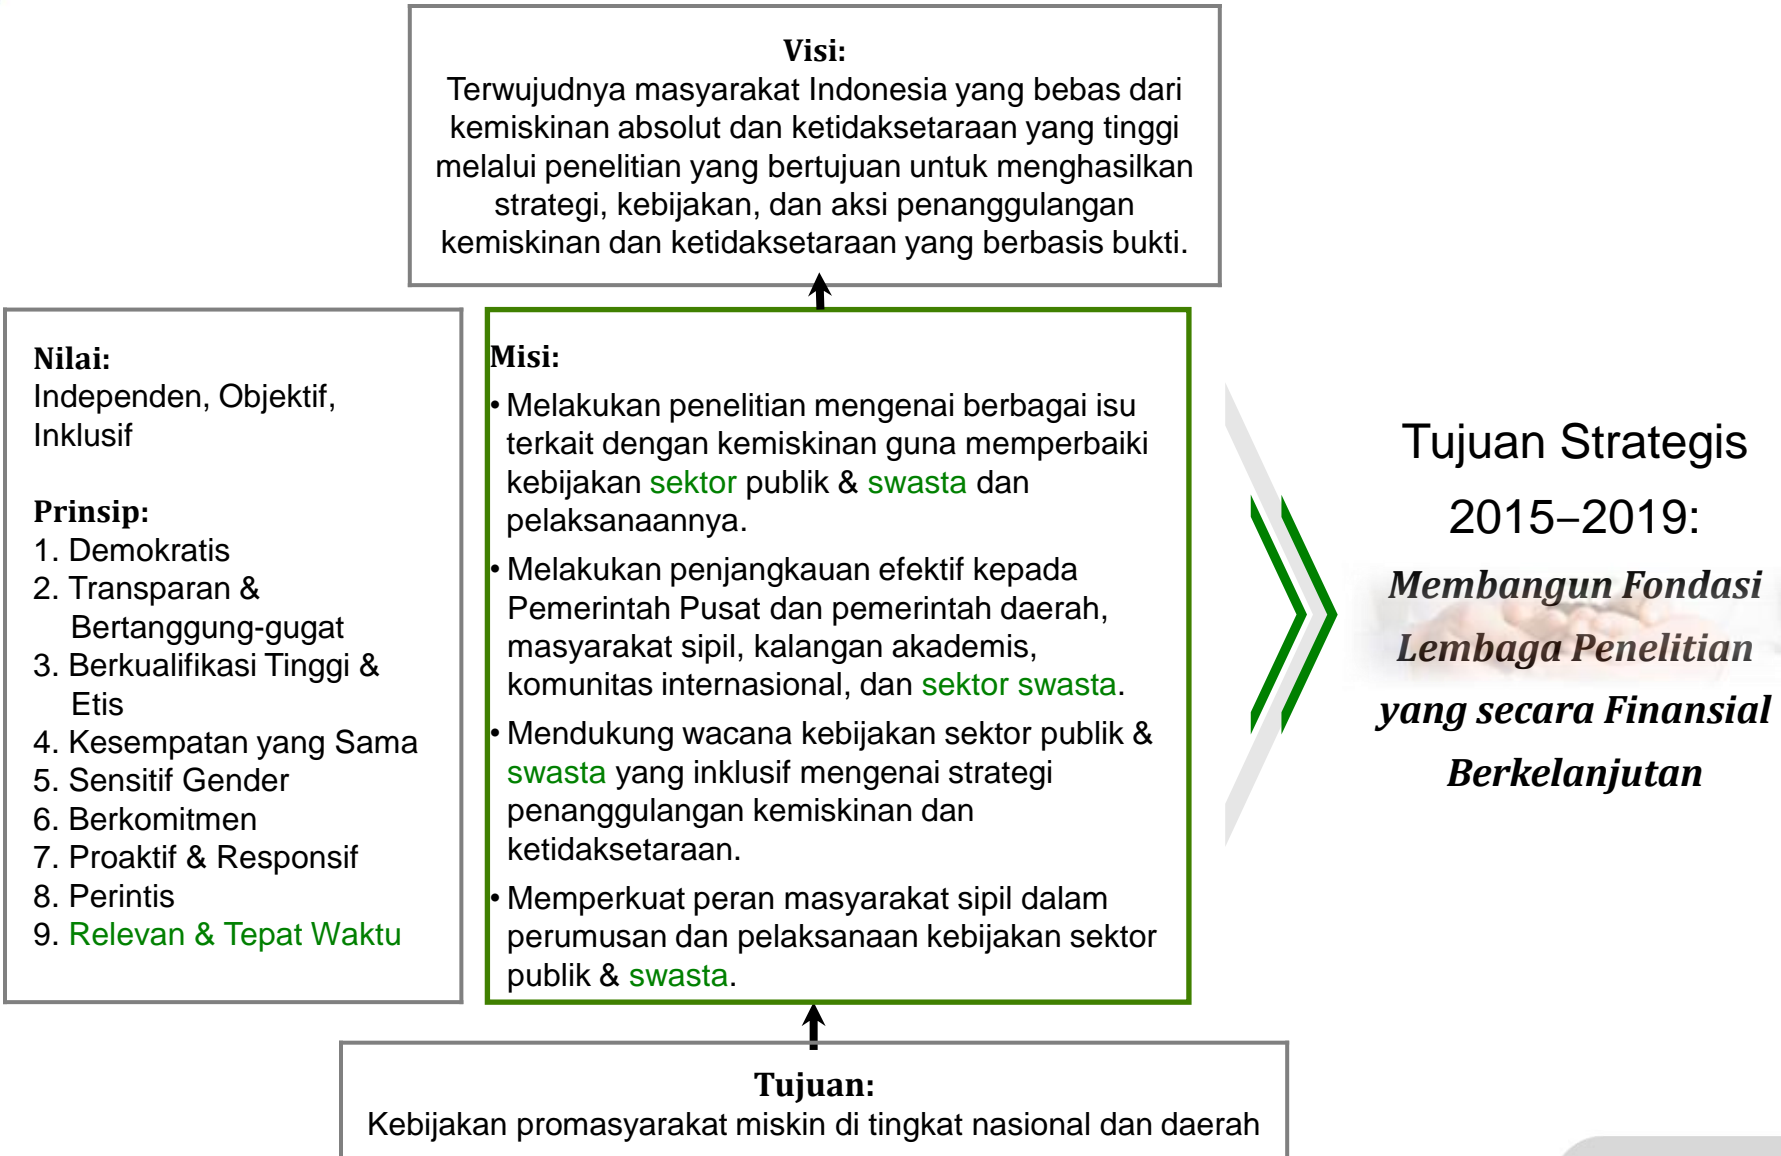 Visi:
Terwujudnya masyarakat Indonesia yang bebas dari
kemiskinan absolut dan ketidaksetaraan yang tinggi
melalui penelitian yang bertujuan untuk menghasilkan
strategi, kebijakan, dan aksi penanggulangan
kemiskinan dan ketidaksetaraan yang berbasis bukti.
Nilai:
Independen, Objektif,
Inklusif
Prinsip:
1. Demokratis
2. Transparan &
Bertanggung-gugat
3. Berkualifikasi Tinggi &
Etis
4. Kesempatan yang Sama
5. Sensitif Gender
6. Berkomitmen
7. Proaktif & Responsif
8. Perintis
9. Relevan & Tepat Waktu
Misi:
• Melakukan penelitian mengenai berbagai isu
terkait dengan kemiskinan guna memperbaiki
kebijakan sektor publik & swasta dan
pelaksanaannya.
• Melakukan penjangkauan efektif kepada
Pemerintah Pusat dan pemerintah daerah,
masyarakat sipil, kalangan akademis,
komunitas internasional, dan sektor swasta.
• Mendukung wacana kebijakan sektor publik &
swasta yang inklusif mengenai strategi
penanggulangan kemiskinan dan
ketidaksetaraan.
• Memperkuat peran masyarakat sipil dalam
perumusan dan pelaksanaan kebijakan sektor
publik & swasta.
Tujuan Strategis
2015–2019:
Membangun Fondasi
Lembaga Penelitian
yang secara Finansial
Berkelanjutan
Tujuan:
Kebijakan promasyarakat miskin di tingkat nasional dan daerah